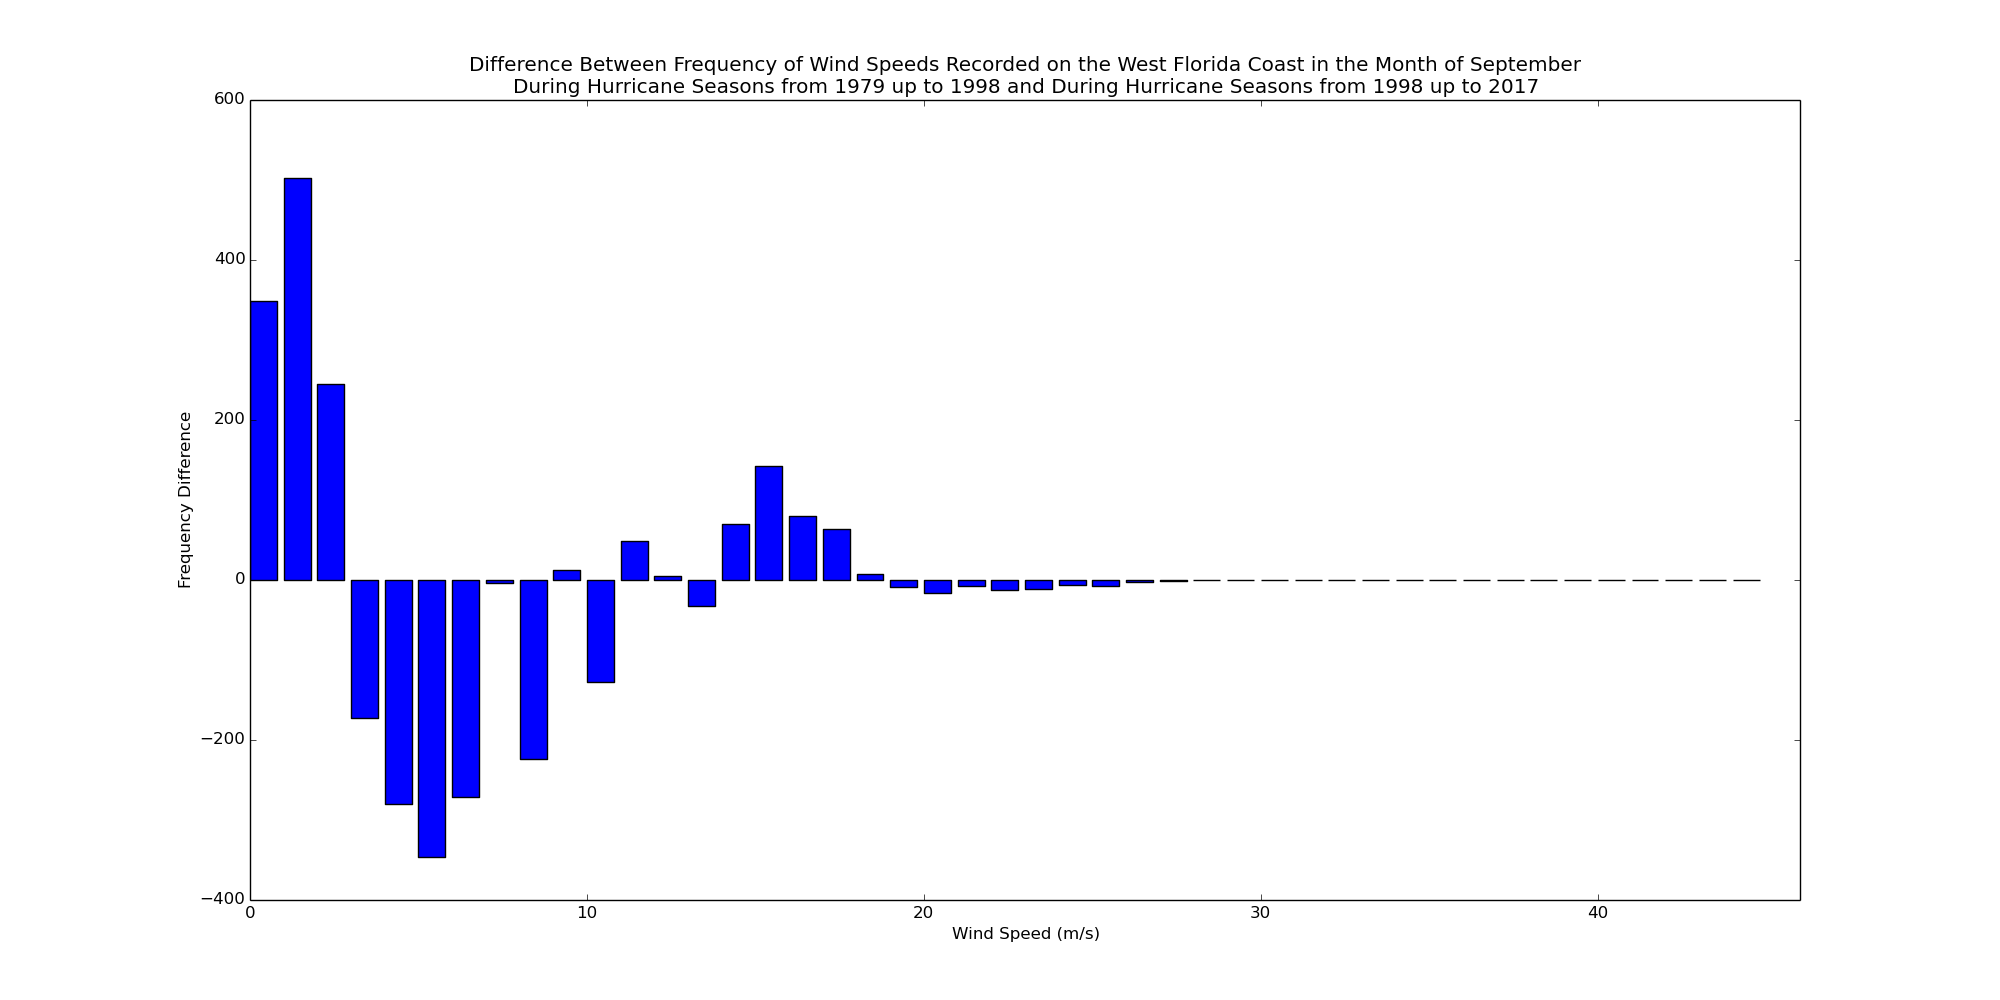 Difference Between Frequency of Wind Speeds Recorded on the West Florida Coast in the Month of September
During Hurricane Seasons from 1979 up to 1998 and During Hurricane Seasons from 1998 up to 2017
600
400
200
0
−200
−400
Frequency Difference
0 10 20 30 40
Wind Speed (m/s)